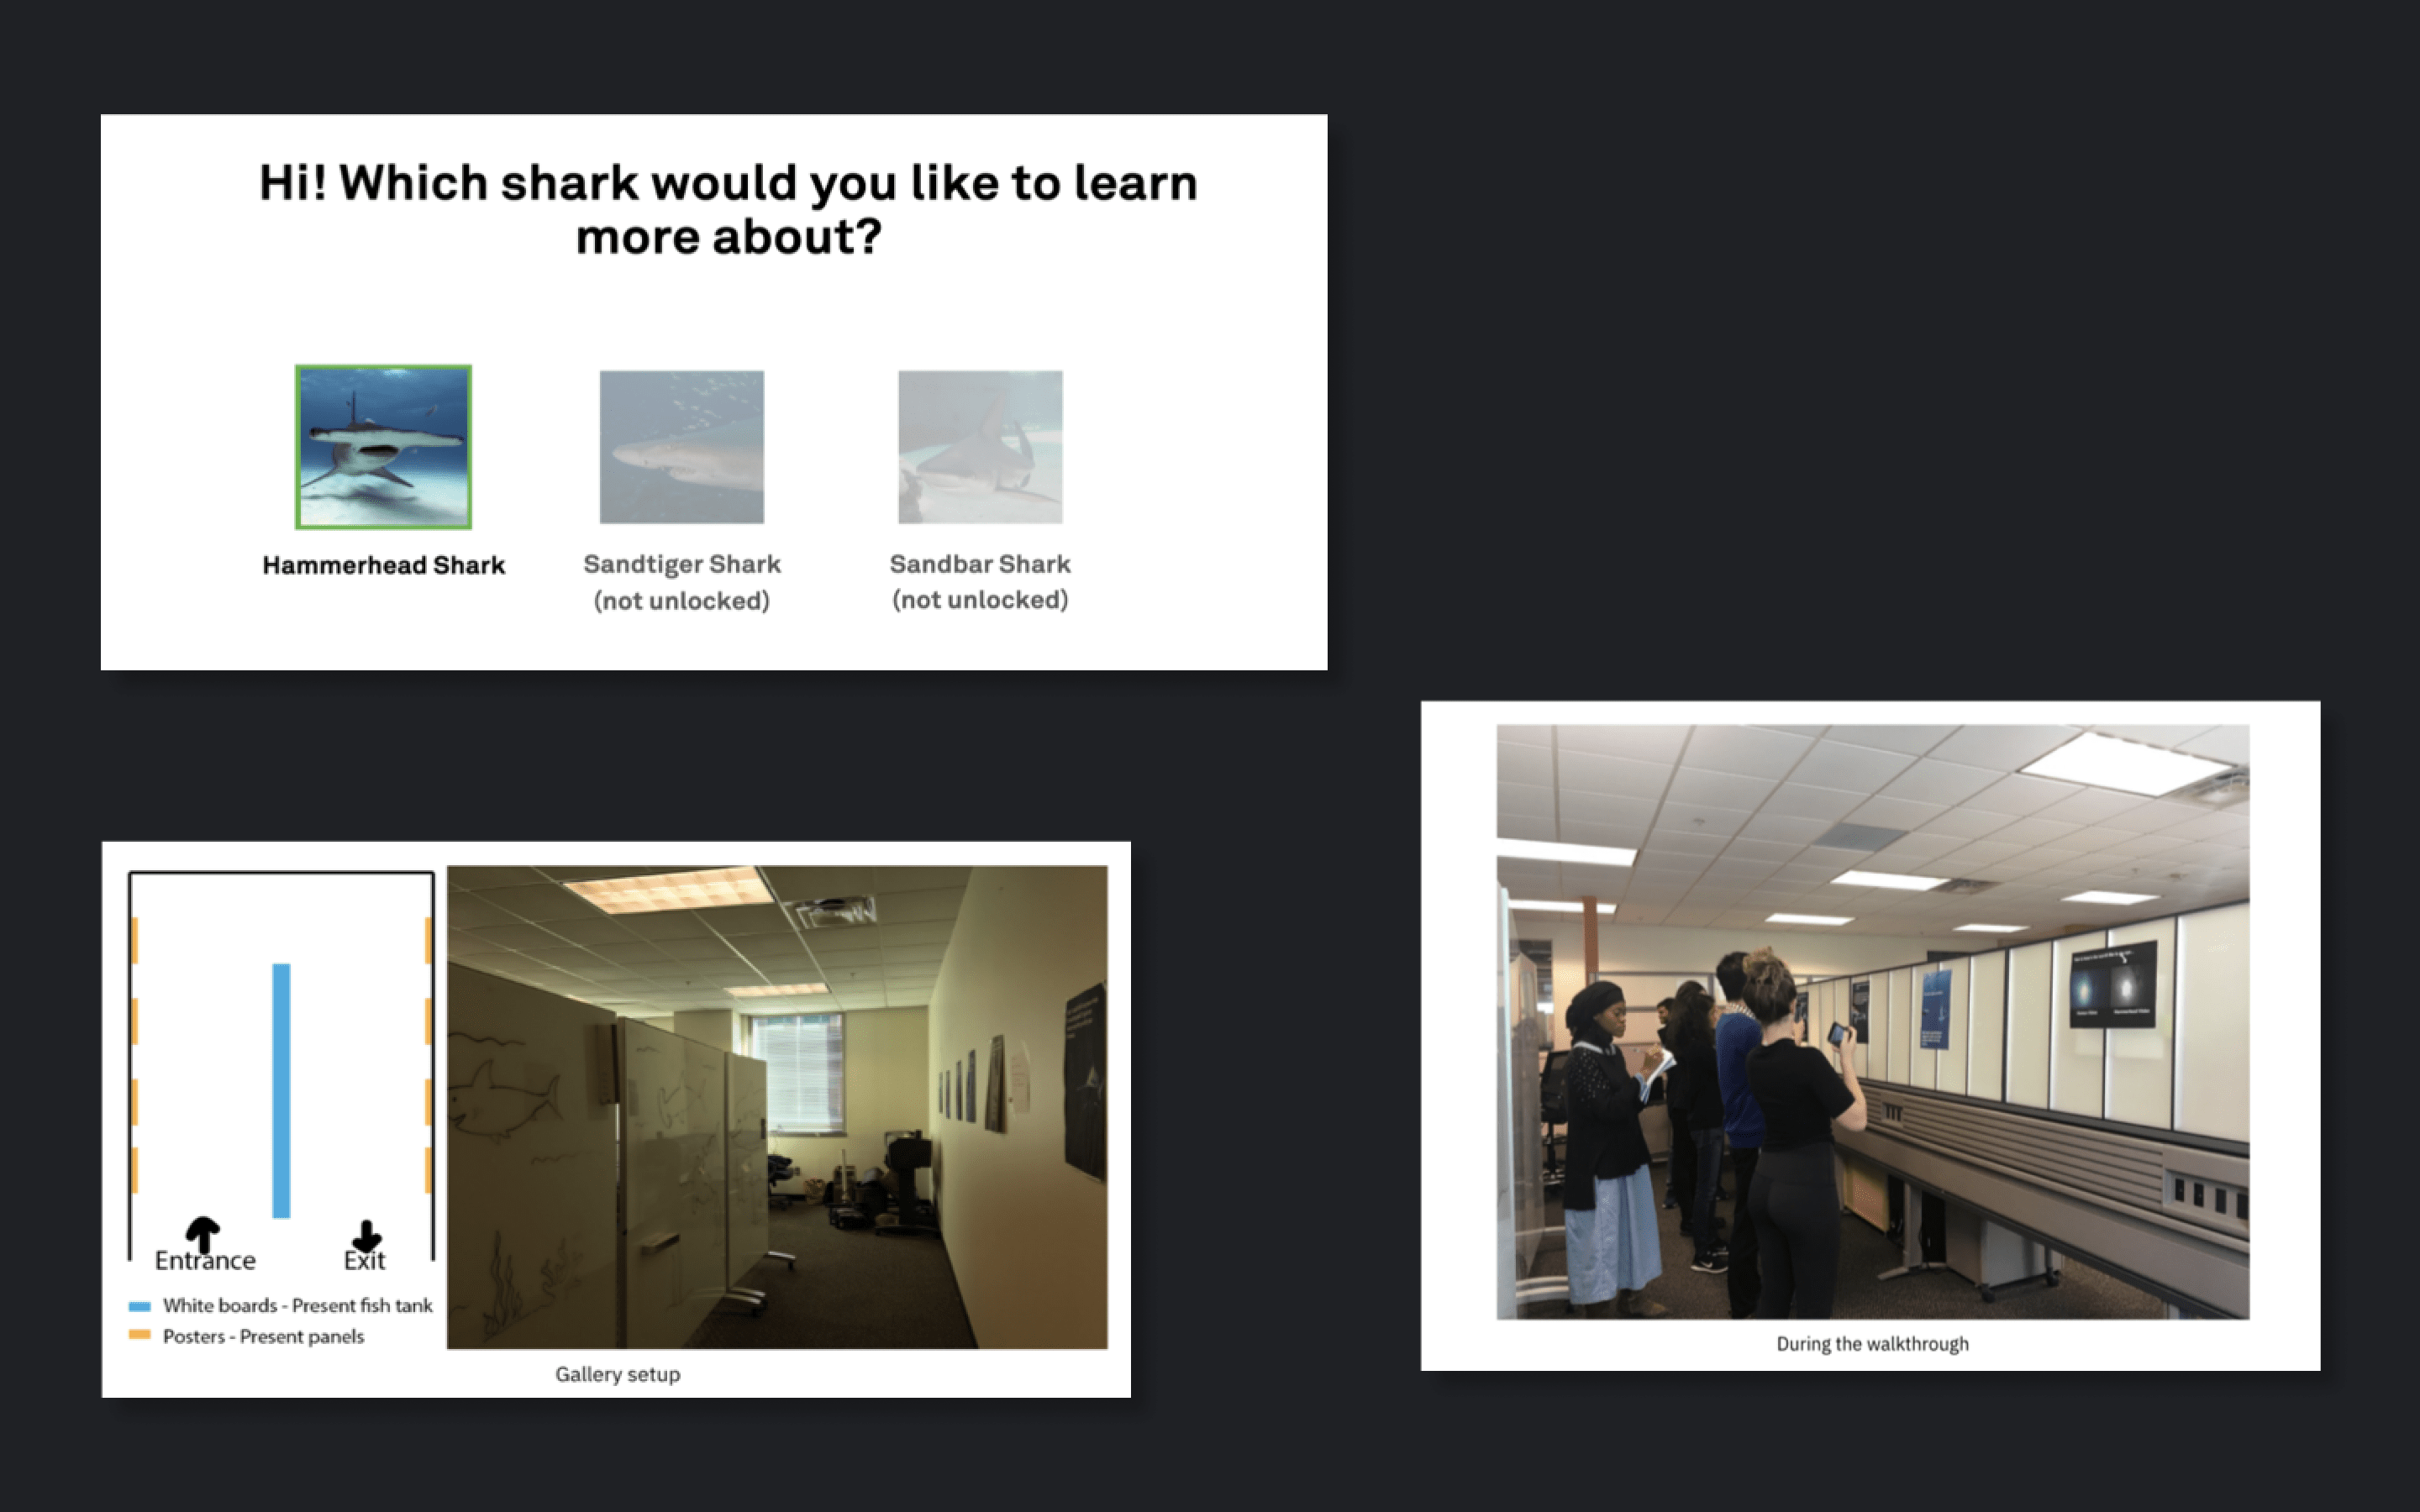 Hi! Which shark would you like to learn
more about?
Hammerhead Shark
Sandtiger Shark
(not unlocked)
Sandbar Shark
(not unlocked)
Entrance
Exit
White boards - Present fish tank
Posters - Present panels
Gallery setup
During the walkthrough